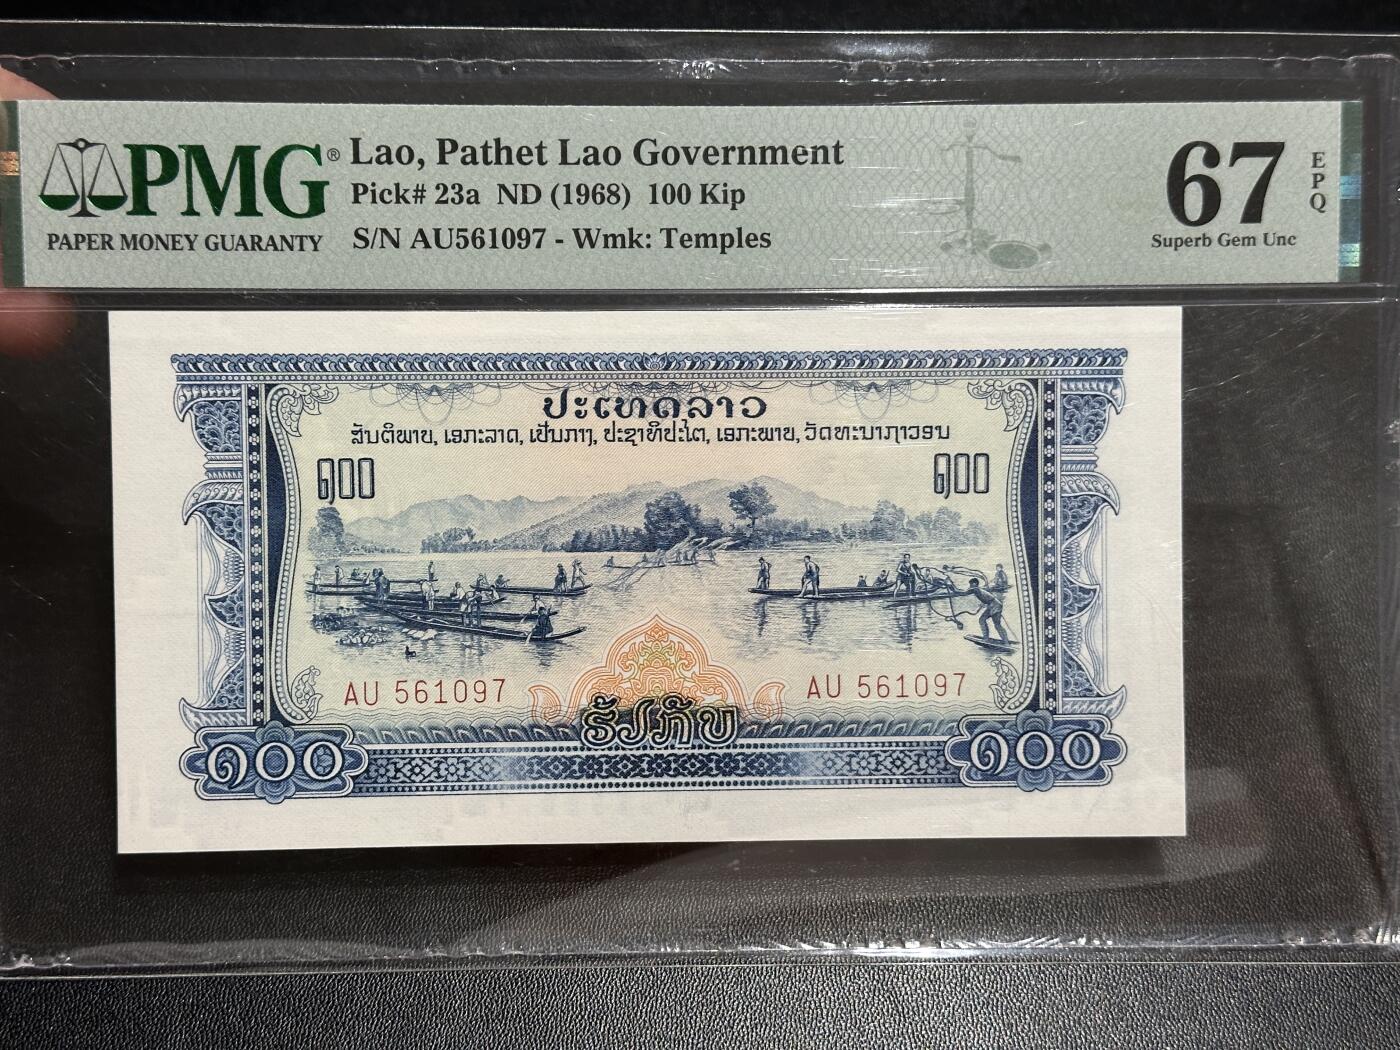 PMG® Lao, Pathet Lao Government
Pick# 23a ND (1968) 100 Kip
PAPER MONEY GUARANTY
S/N AU561097 - Wmk: Temples
67 EPQ
Superb Gem Unc
ປະເທດລາວ
ສັນຕິພາບ, ເອກະລາດ, ເປັນກາງ, ປະຊາທິປະໄຕ, ເອກະພາບ, ວັດທະນາຖາວອນ
໑໐໐ ໑໐໐
AU 561097 AU 561097
ຮ້ອຍກີບ
໑໐໐ ໑໐໐